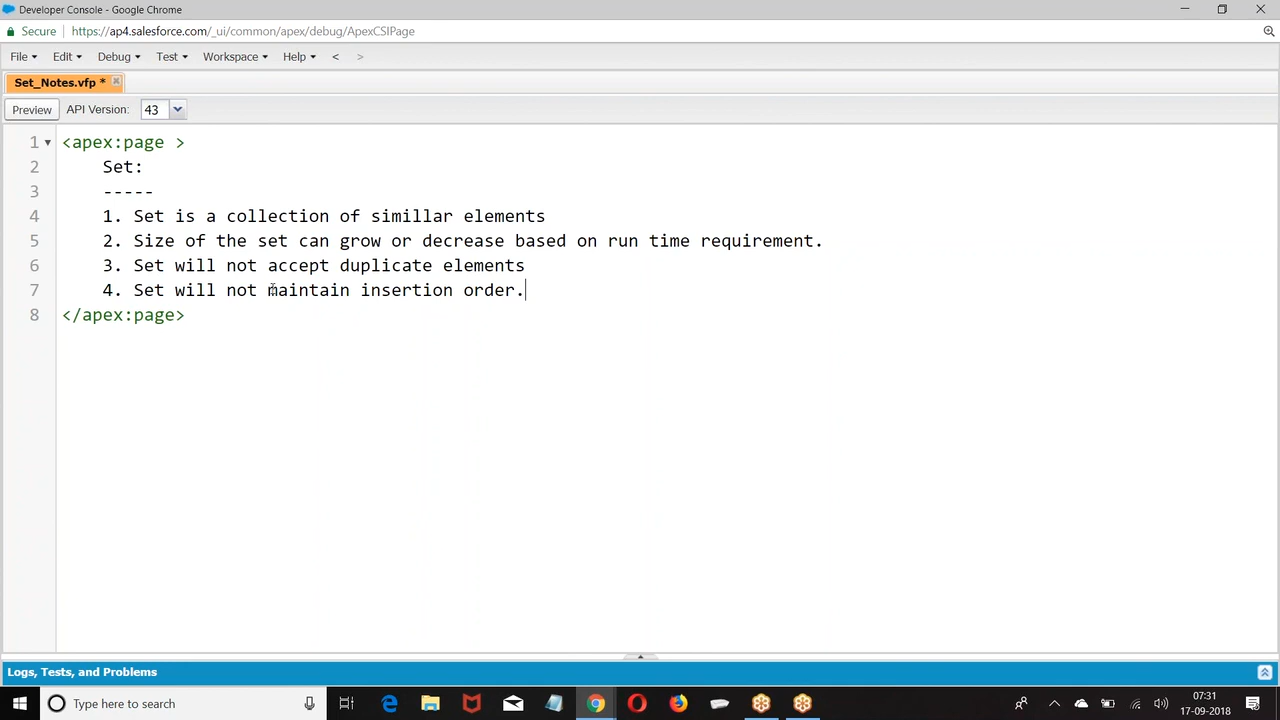 Developer Console - Google Chrome
Secure https://ap4.salesforce.com/_ui/common/apex/debug/ApexCSIPage
File Edit Debug Test Workspace Help < >
Set_Notes.vfp *
Preview API Version: 43
1 <apex:page >
2 Set:
3 -----
4 1. Set is a collection of simillar elements
5 2. Size of the set can grow or decrease based on run time requirement.
6 3. Set will not accept duplicate elements
7 4. Set will not maintain insertion order.
8 </apex:page>
Logs, Tests, and Problems
Type here to search
07:31
17-09-2018